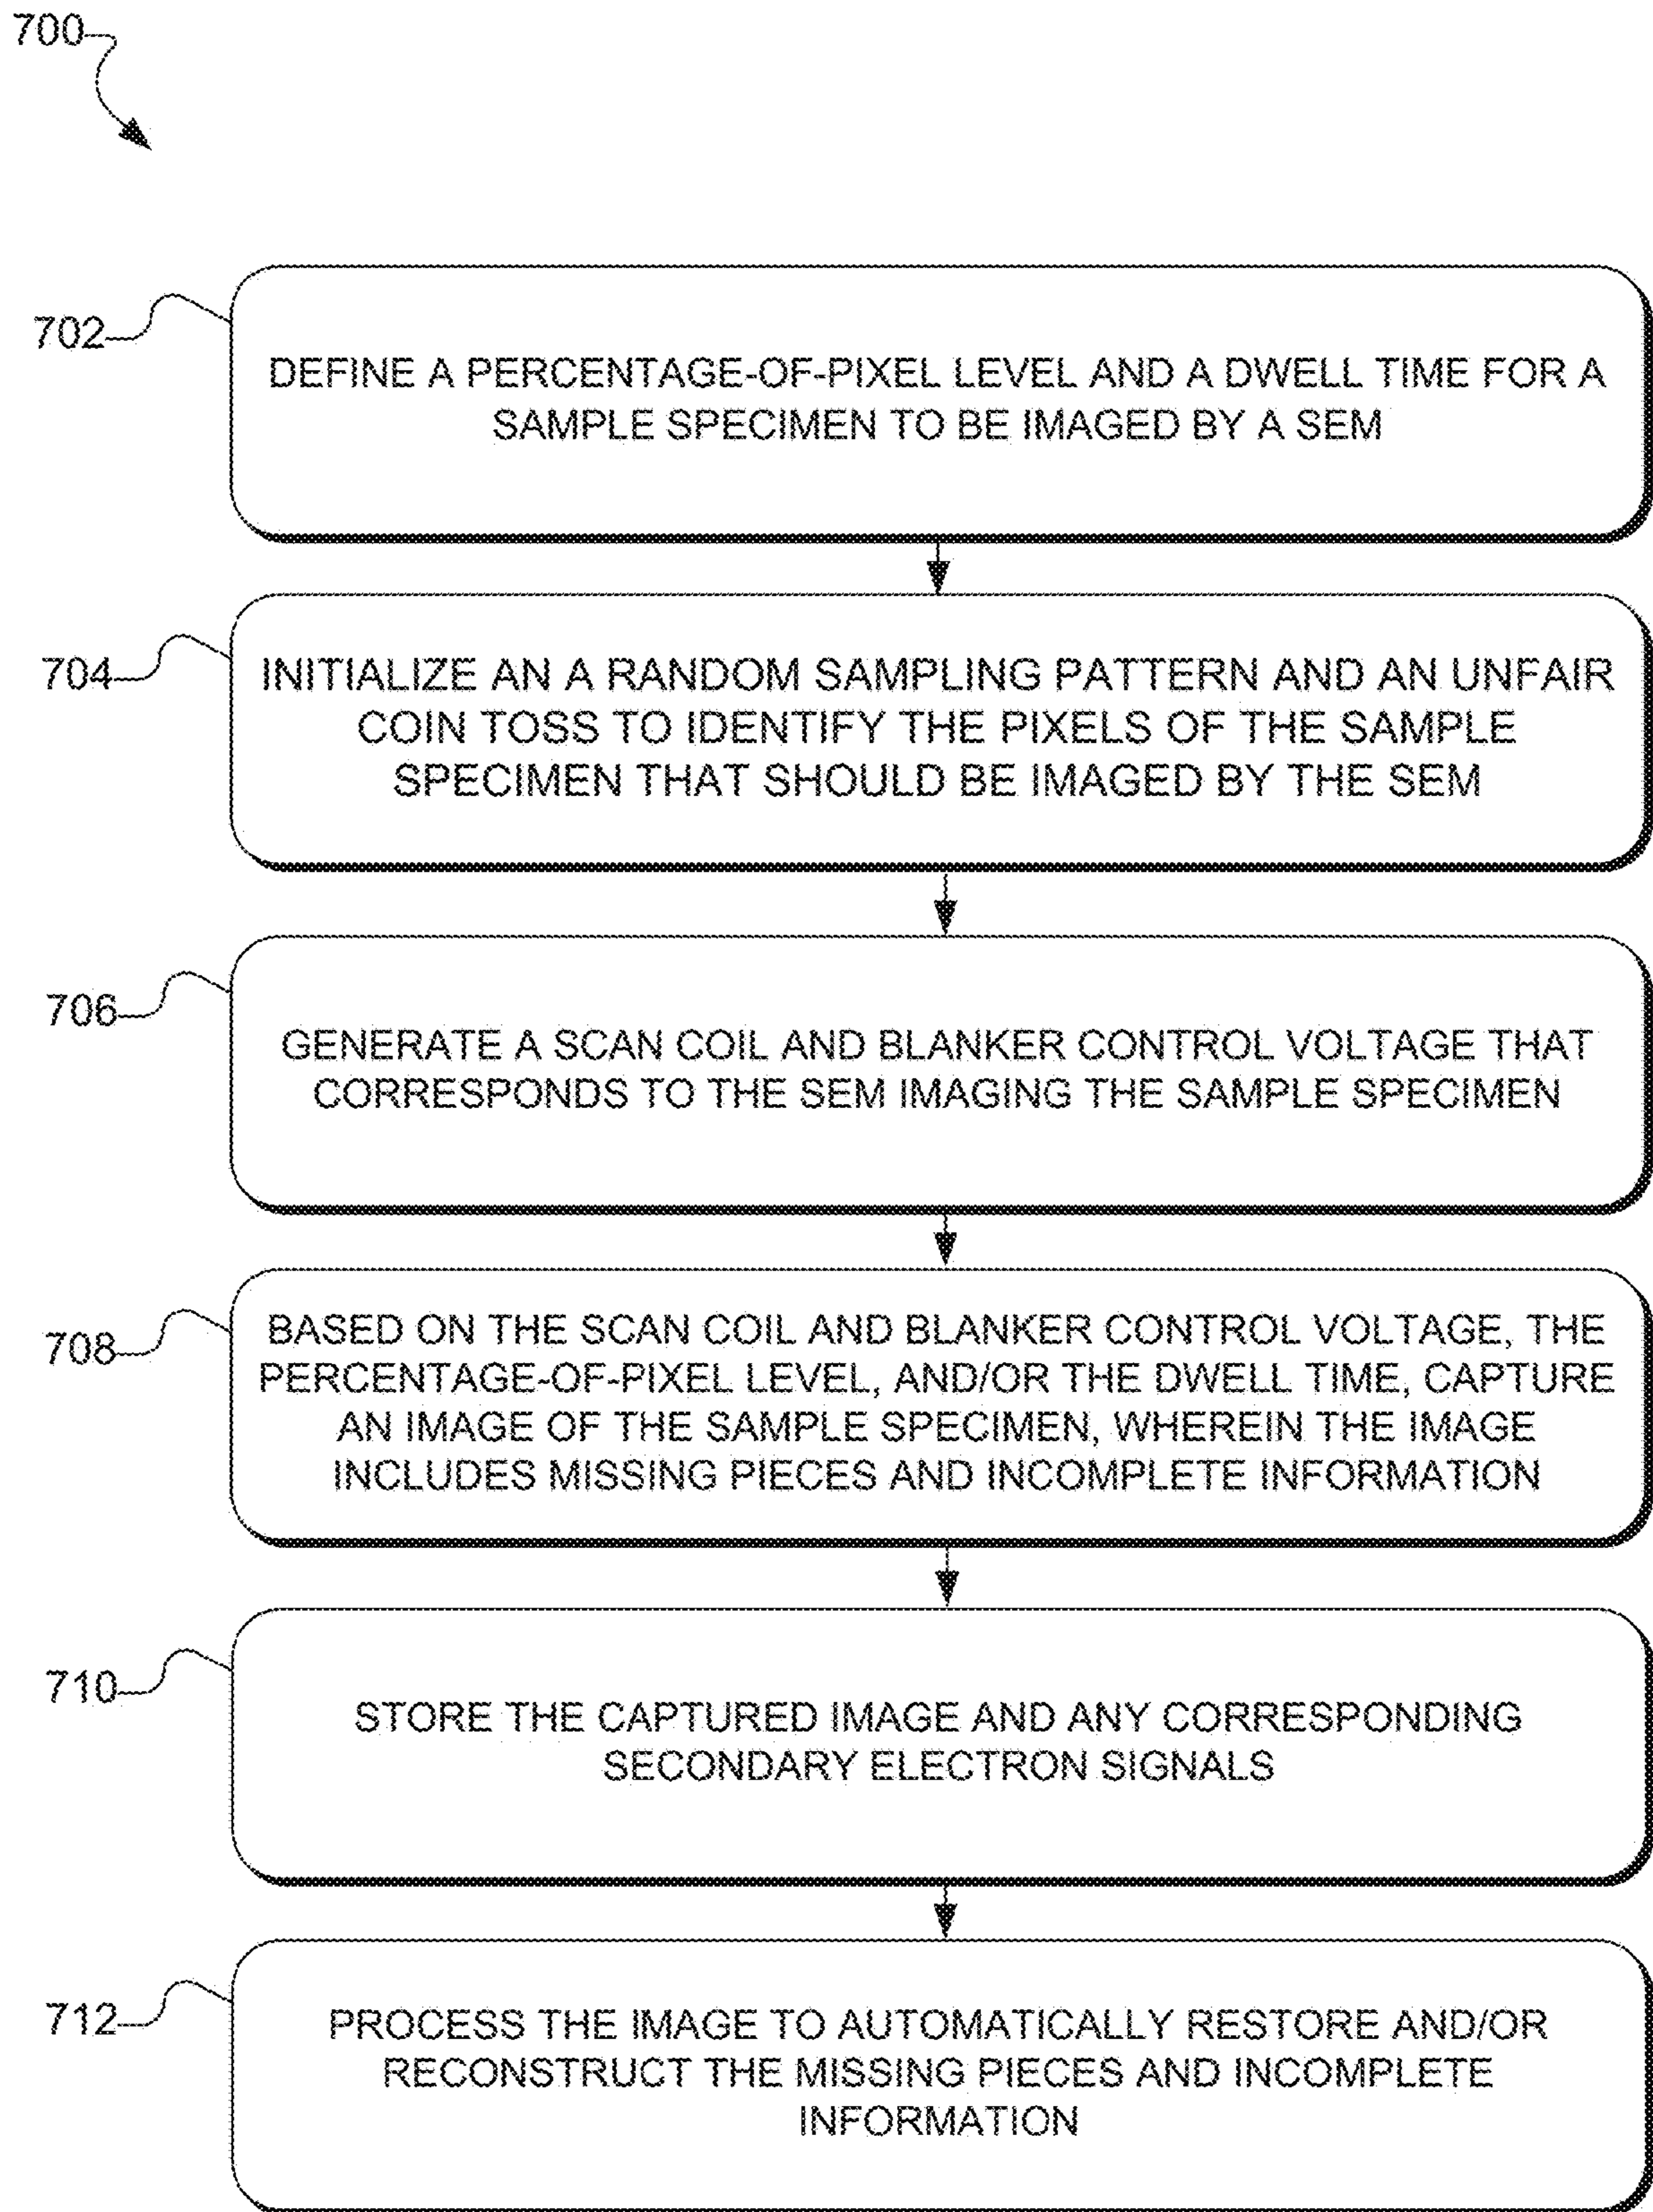 700
702
DEFINE A PERCENTAGE-OF-PIXEL LEVEL AND A DWELL TIME FOR A
SAMPLE SPECIMEN TO BE IMAGED BY A SEM
704
INITIALIZE AN A RANDOM SAMPLING PATTERN AND AN UNFAIR
COIN TOSS TO IDENTIFY THE PIXELS OF THE SAMPLE
SPECIMEN THAT SHOULD BE IMAGED BY THE SEM
706
GENERATE A SCAN COIL AND BLANKER CONTROL VOLTAGE THAT
CORRESPONDS TO THE SEM IMAGING THE SAMPLE SPECIMEN
708
BASED ON THE SCAN COIL AND BLANKER CONTROL VOLTAGE, THE
PERCENTAGE-OF-PIXEL LEVEL, AND/OR THE DWELL TIME, CAPTURE
AN IMAGE OF THE SAMPLE SPECIMEN, WHEREIN THE IMAGE
INCLUDES MISSING PIECES AND INCOMPLETE INFORMATION
710
STORE THE CAPTURED IMAGE AND ANY CORRESPONDING
SECONDARY ELECTRON SIGNALS
712
PROCESS THE IMAGE TO AUTOMATICALLY RESTORE AND/OR
RECONSTRUCT THE MISSING PIECES AND INCOMPLETE
INFORMATION